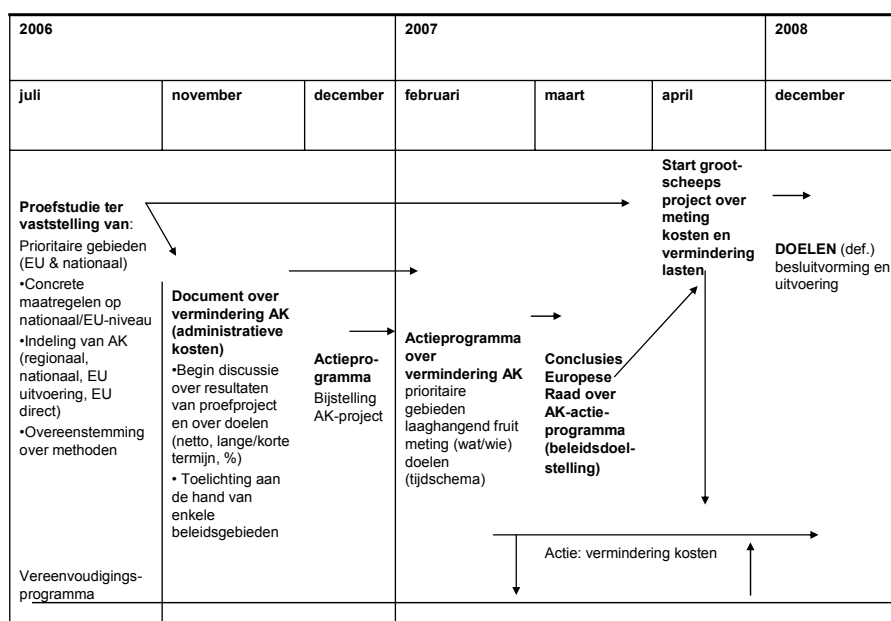 2006
2007
2008
juli
november
december
februari
maart
april
december
Proefstudie ter
vaststelling van:
Prioritaire gebieden
(EU & nationaal)
•Concrete
maatregelen op
nationaal/EU-niveau
•Indeling van AK
(regionaal,
nationaal, EU
uitvoering, EU
direct)
•Overeenstemming
over methoden
Document over
vermindering AK
(administratieve
kosten)
•Begin discussie
over resultaten
van proefproject
en over doelen
(netto, lange/korte
termijn, %)
• Toelichting aan
de hand van
enkele
beleidsgebieden
Actiepro-
gramma
Bijstelling
AK-project
Actieprogramma
over
vermindering AK
prioritaire
gebieden
laaghangend fruit
meting (wat/wie)
doelen
(tijdschema)
Conclusies
Europese
Raad over
AK-actie-
programma
(beleidsdoel-
stelling)
Start groot-
scheeps
project over
meting
kosten en
vermindering
lasten
DOELEN (def.)
besluitvorming en
uitvoering
Actie: vermindering kosten
Vereenvoudigings-
programma